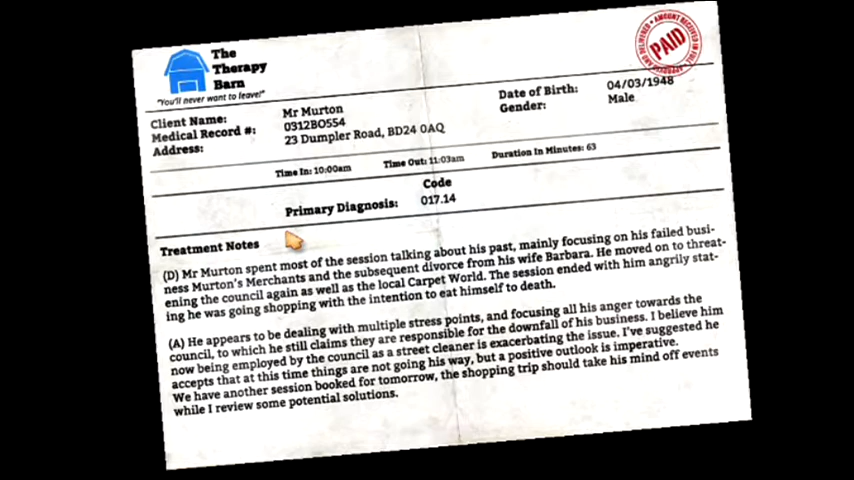 The
Therapy
Barn
"You'll never want to leave!"
AMOUNT RECEIVED IN FULL
PAID
Client Name: Mr Murton
Medical Record #: 0312BO554
Address: 23 Dumpler Road, BD24 0AQ
Date of Birth: 04/03/1948
Gender: Male
Time In: 10:00am Time Out: 11:03am Duration In Minutes: 63
Code
Primary Diagnosis: 017.14
Treatment Notes
(D) Mr Murton spent most of the session talking about his past, mainly focusing on his failed busi-
ness Murton's Merchants and the subsequent divorce from his wife Barbara. He moved on to threat-
ening the council again as well as the local Carpet World. The session ended with him angrily stat-
ing he was going shopping with the intention to eat himself to death.
(A) He appears to be dealing with multiple stress points, and focusing all his anger towards the
council, to which he still claims they are responsible for the downfall of his business. I believe him
now being employed by the council as a street cleaner is exacerbating the issue. I've suggested he
accepts that at this time things are not going his way, but a positive outlook is imperative.
We have another session booked for tomorrow, the shopping trip should take his mind off events
while I review some potential solutions.